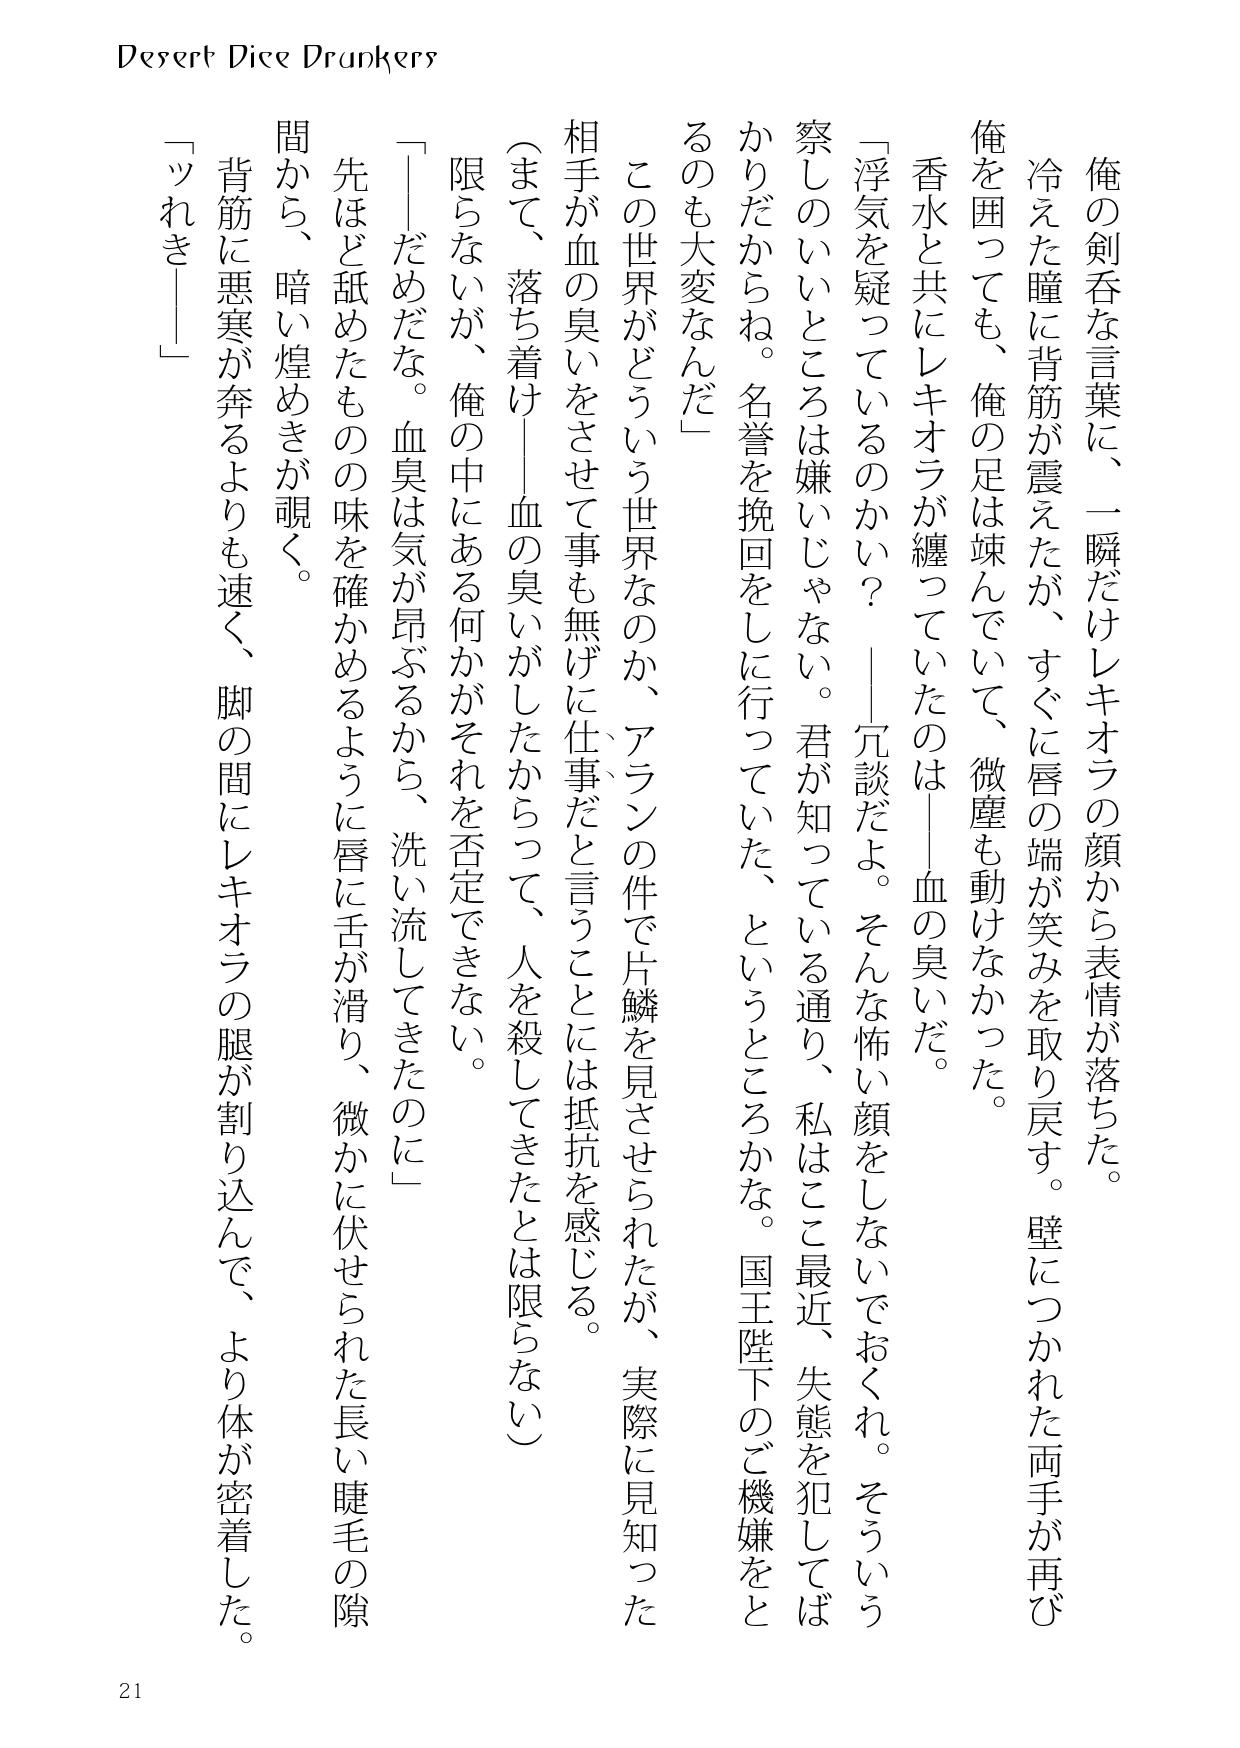 Desert Dice Drunkers
俺の剣呑な言葉に、一瞬だけレキオラの顔から表情が落ちた。
冷えた瞳に背筋が震えたが、すぐに唇の端が笑みを取り戻す。壁につかれた両手が再び
俺を囲っても、俺の足は竦んでいて、微塵も動けなかった。
香水と共にレキオラが纏っていたのは――血の臭いだ。
「浮気を疑っているのかい？　――冗談だよ。そんな怖い顔をしないでおくれ。そういう
察しのいいところは嫌いじゃない。君が知っている通り、私はここ最近、失態を犯してば
かりだからね。名誉を挽回をしに行っていた、というところかな。国王陛下のご機嫌をと
るのも大変なんだ」
この世界がどういう世界なのか、アランの件で片鱗を見させられたが、実際に見知った
相手が血の臭いをさせて事も無げに仕事だと言うことには抵抗を感じる。
（まて、落ち着け――血の臭いがしたからって、人を殺してきたとは限らない）
限らないが、俺の中にある何かがそれを否定できない。
「――だめだな。血臭は気が昂ぶるから、洗い流してきたのに」
先ほど舐めたものの味を確かめるように唇に舌が滑り、微かに伏せられた長い睫毛の隙
間から、暗い煌めきが覗く。
背筋に悪寒が奔るよりも速く、脚の間にレキオラの腿が割り込んで、より体が密着した。
「ッれき――」
21